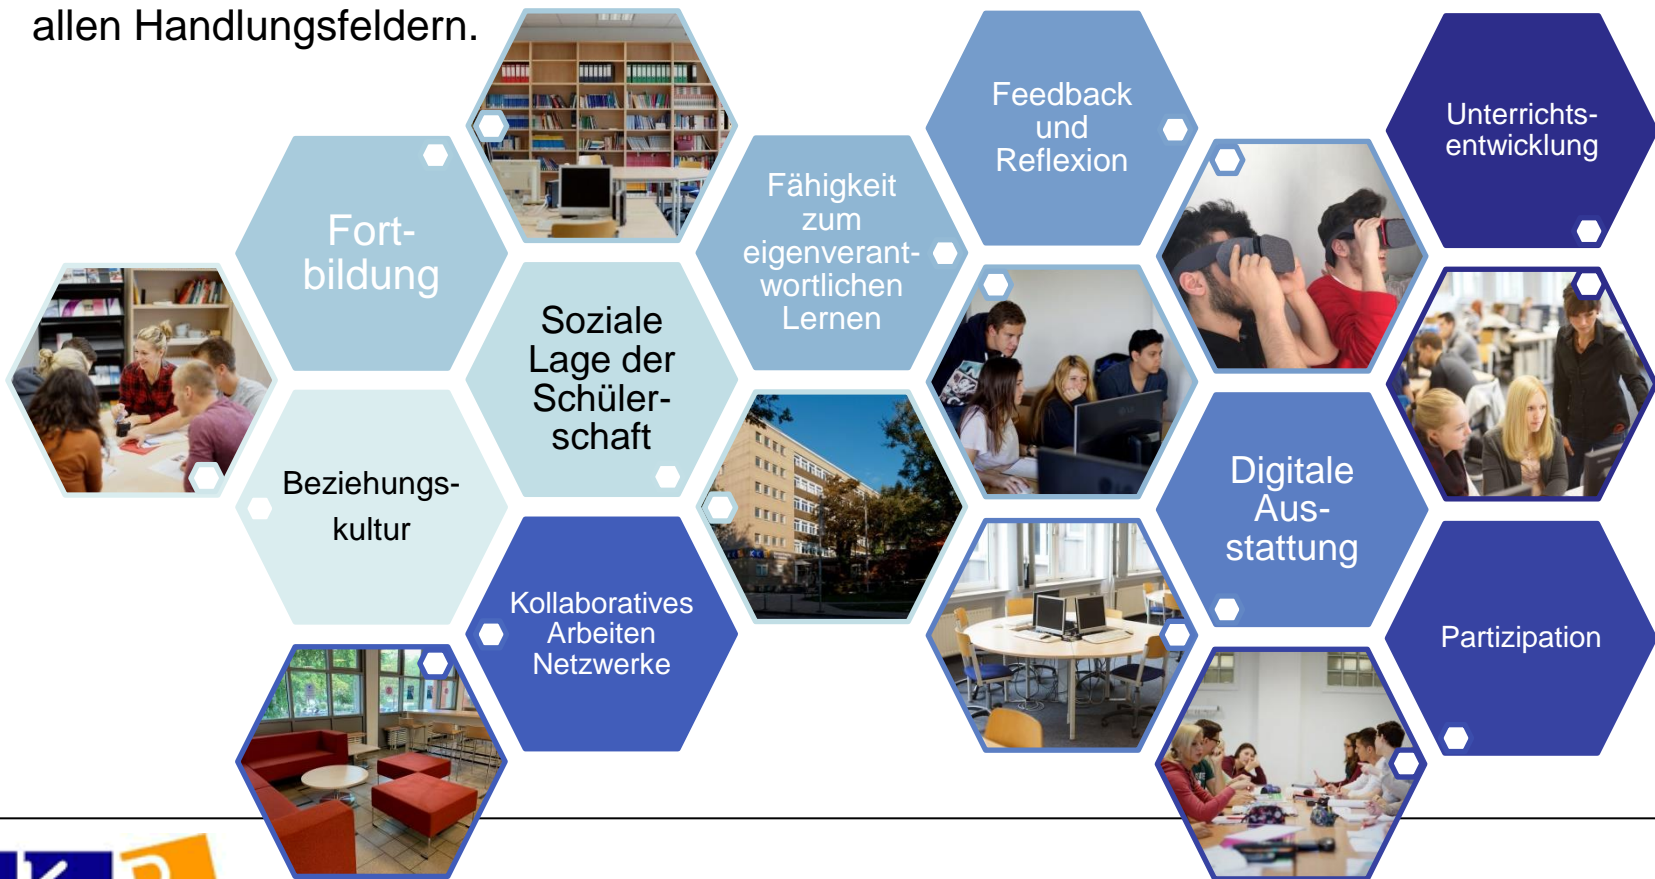 allen Handlungsfeldern.
Fort-
bildung
Beziehungs-
kultur
Soziale
Lage der
Schüler-
schaft
Kollaboratives
Arbeiten
Netzwerke
Fähigkeit
zum
eigenverant-
wortlichen
Lernen
Feedback
und
Reflexion
Digitale
Aus-
stattung
Unterrichts-
entwicklung
Partizipation